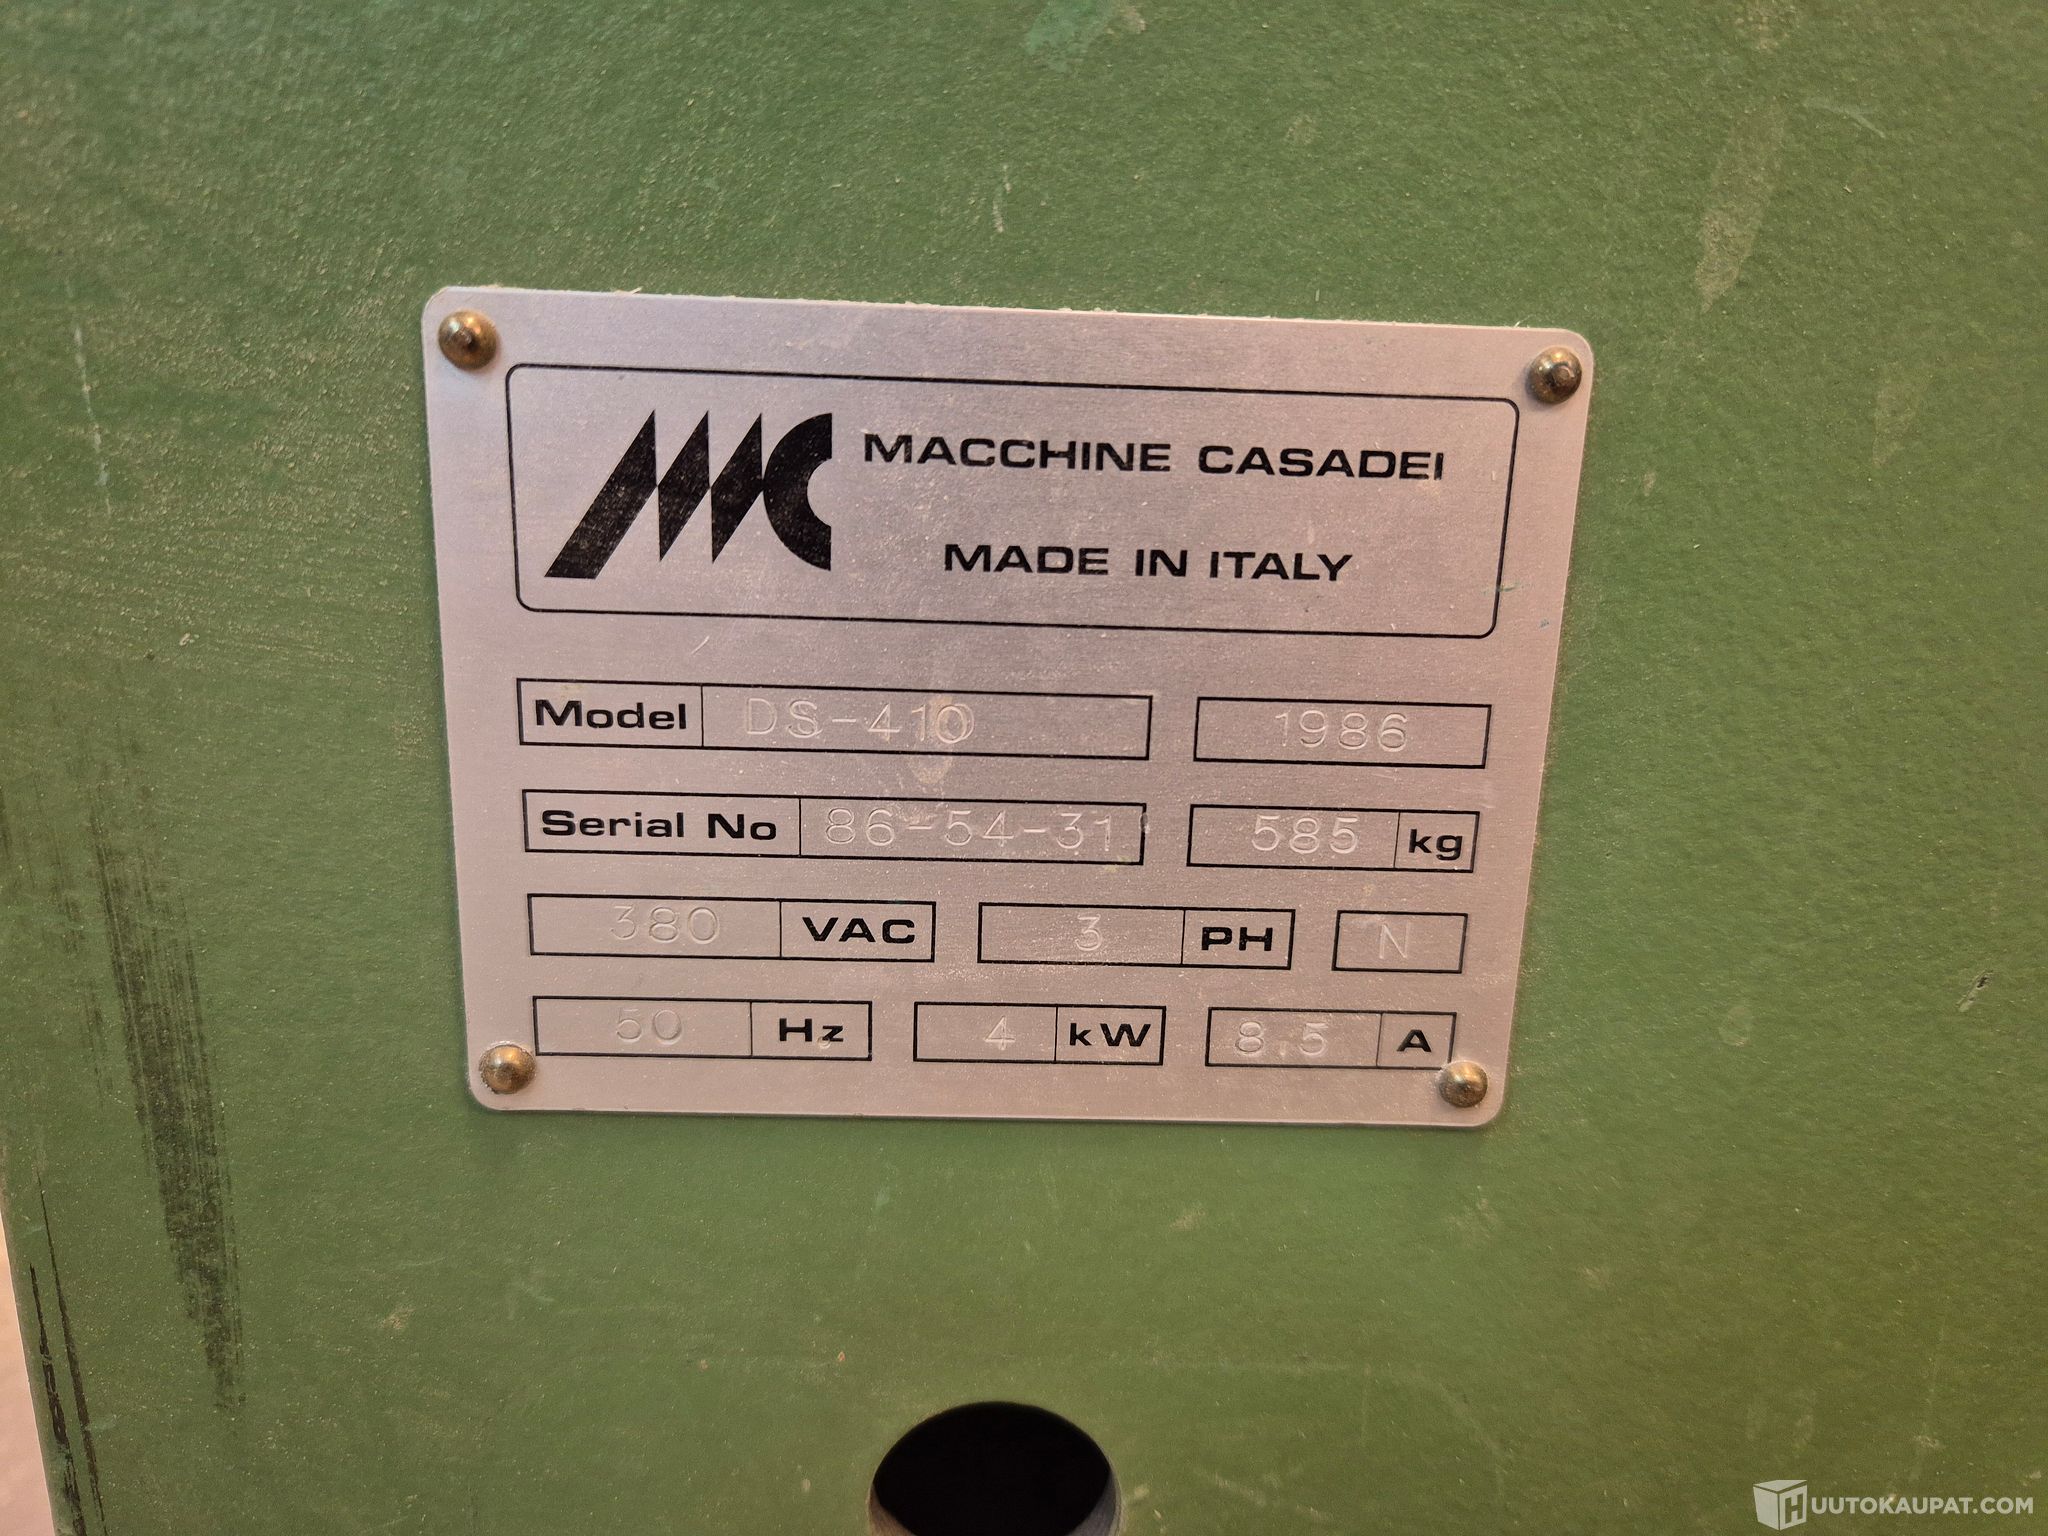 MC MACCHINE CASADEI
MADE IN ITALY
Model DS-410 1986
Serial No 86-54-31 585 kg
380 VAC 3 PH N
50 Hz 4 kW 8.5 A
HUUTOKAUPAT.COM